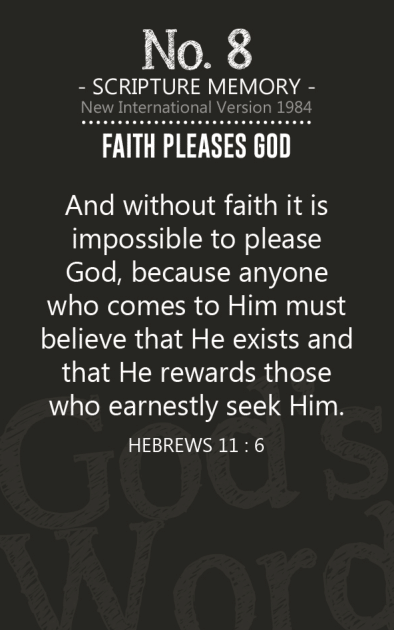 No. 8
- SCRIPTURE MEMORY -
New International Version 1984
FAITH PLEASES GOD
And without faith it is
impossible to please
God, because anyone
who comes to Him must
believe that He exists and
that He rewards those
who earnestly seek Him.
HEBREWS 11 : 6
God's
Word